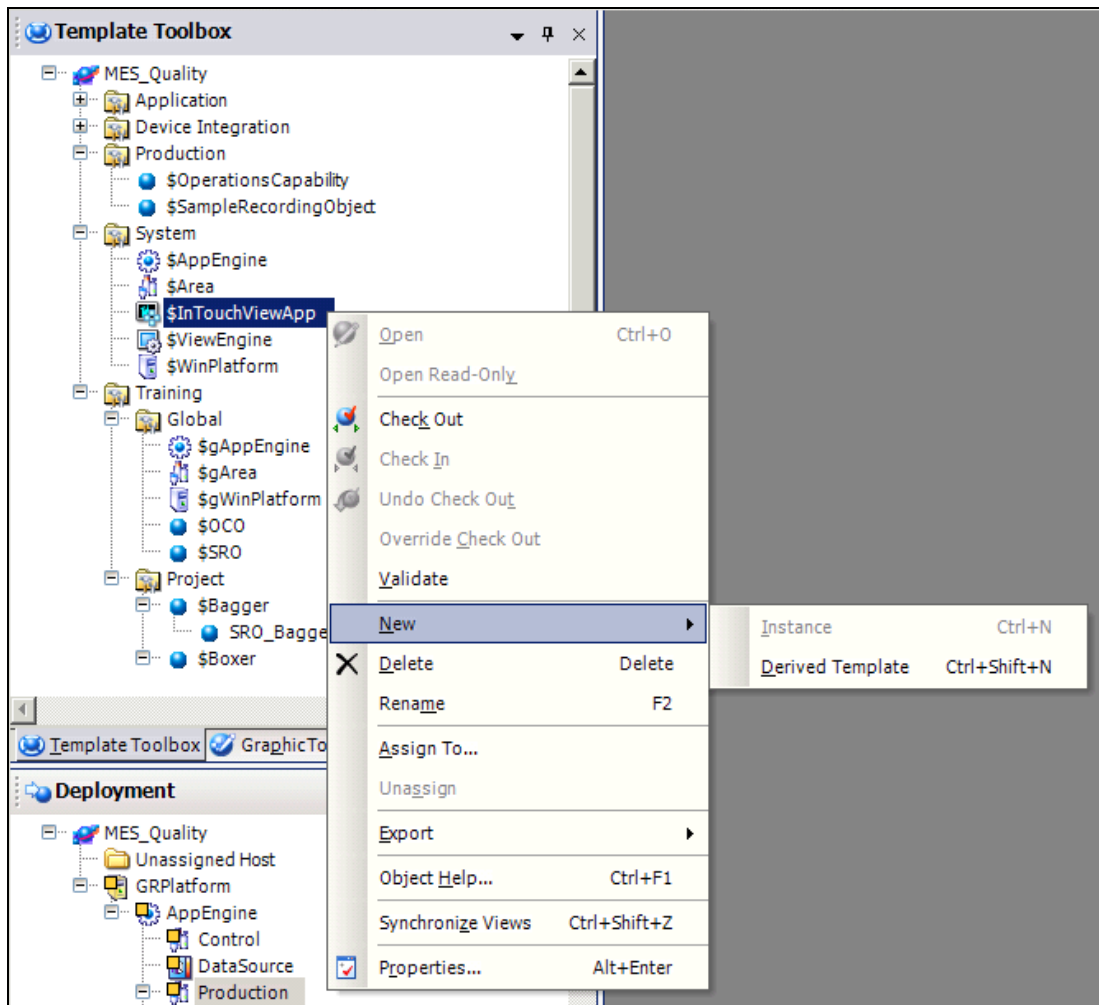 Template Toolbox
MES_Quality
Application
Device Integration
Production
$OperationsCapability
$SampleRecordingObject
System
$AppEngine
$Area
$InTouchViewApp
$ViewEngine
$WinPlatform
Training
Global
$gAppEngine
$gArea
$gWinPlatform
$OCO
$SRO
Project
$Bagger
SRO_Bagge
$Boxer
Template Toolbox GraphicTo
Open Ctrl+O
Open Read-Only
Check Out
Check In
Undo Check Out
Override Check Out
Validate
New
Delete Delete
Rename F2
Assign To...
Unassign
Export
Object Help... Ctrl+F1
Synchronize Views Ctrl+Shift+Z
Properties... Alt+Enter
Instance Ctrl+N
Derived Template Ctrl+Shift+N
Deployment
MES_Quality
Unassigned Host
GRPlatform
AppEngine
Control
DataSource
Production